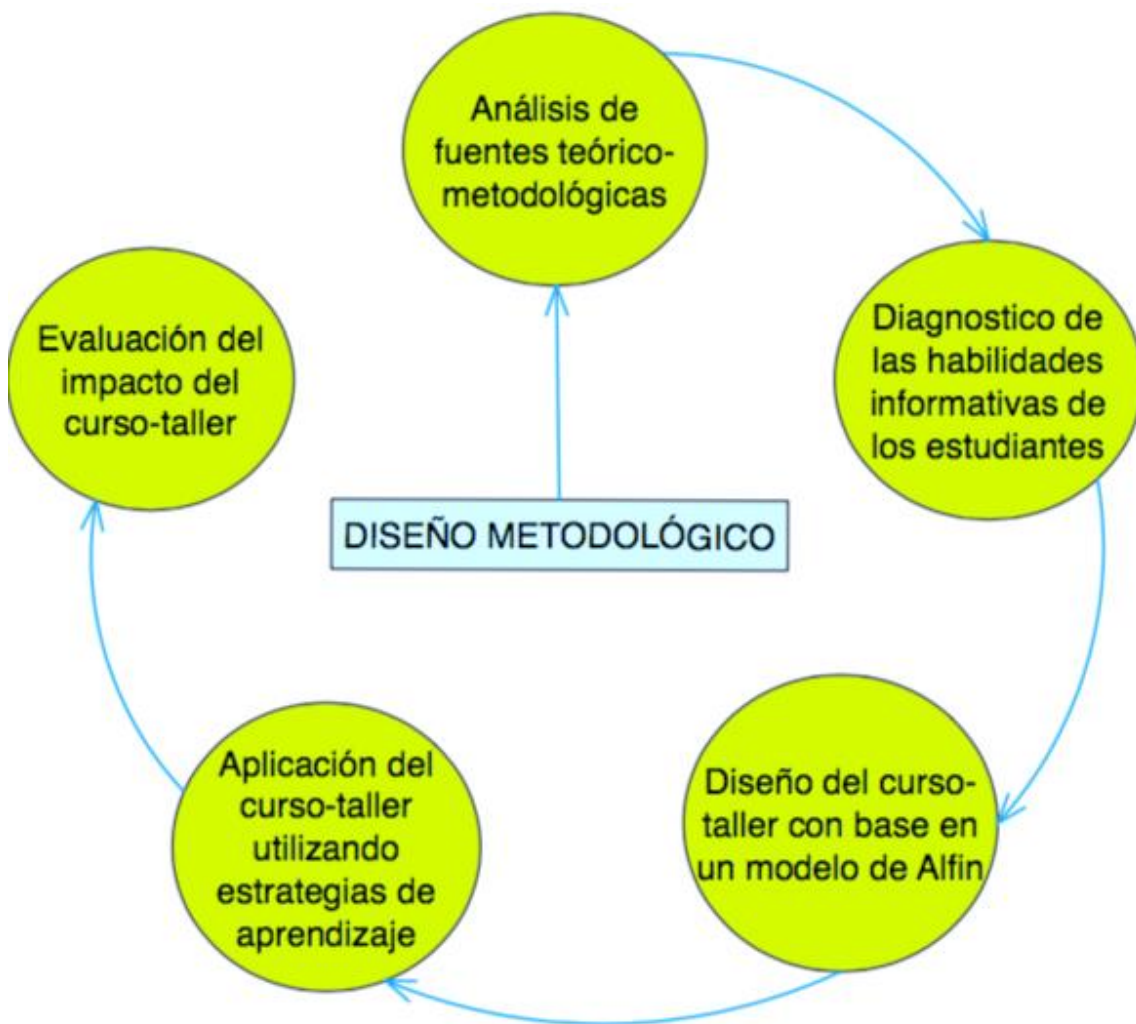 Análisis de
fuentes teórico-
metodológicas
Diagnostico de
las habilidades
informativas de
los estudiantes
Diseño del curso-
taller con base en
un modelo de Alfin
Aplicación del
curso-taller
utilizando
estrategias de
aprendizaje
Evaluación del
impacto del
curso-taller
DISEÑO METODOLÓGICO